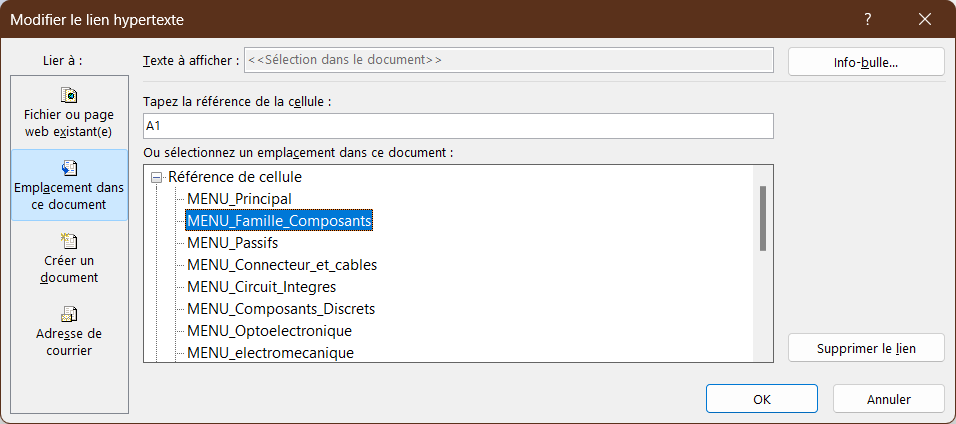 Modifier le lien hypertexte
?
Lier à :
Texte à afficher :
<<Sélection dans le document>>
Info-bulle...
Fichier ou page
web existant(e)
Emplacement dans
ce document
Créer un
document
Adresse de
courrier
Tapez la référence de la cellule :
A1
Ou sélectionnez un emplacement dans ce document :
Référence de cellule
MENU_Principal
MENU_Famille_Composants
MENU_Passifs
MENU_Connecteur_et_cables
MENU_Circuit_Integres
MENU_Composants_Discrets
MENU_Optoelectronique
MENU_electromecanique
Supprimer le lien
OK
Annuler